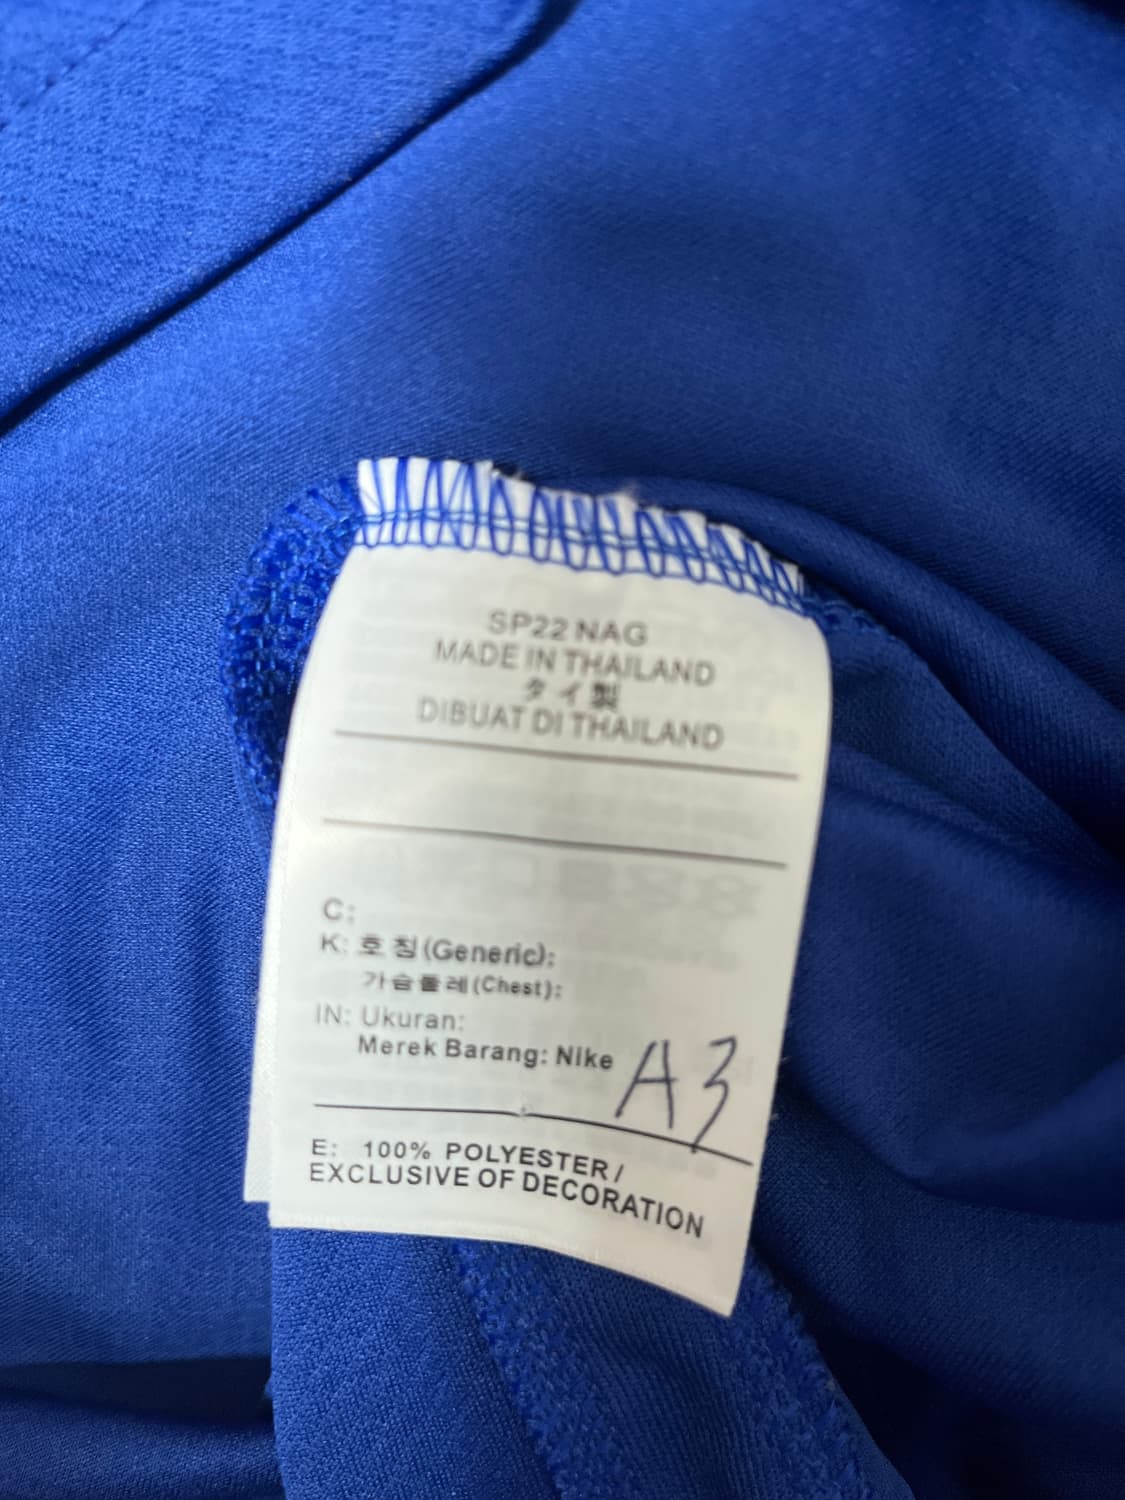 SP22 NAG
MADE IN THAILAND
タイ製
DIBUAT DI THAILAND
C:
K: 호 칭 (Generic):
가슴둘레 (Chest):
IN: Ukuran:
Merek Barang: Nike
A3
E: 100% POLYESTER /
EXCLUSIVE OF DECORATION